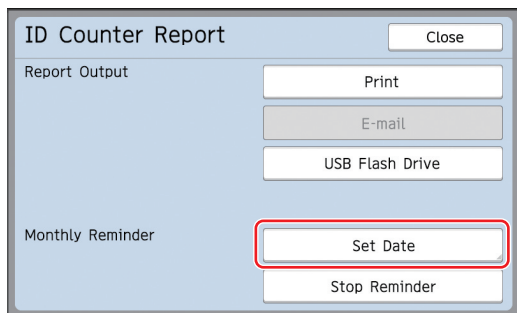 ID Counter Report
Close
Report Output
Print
E-mail
USB Flash Drive
Monthly Reminder
Set Date
Stop Reminder